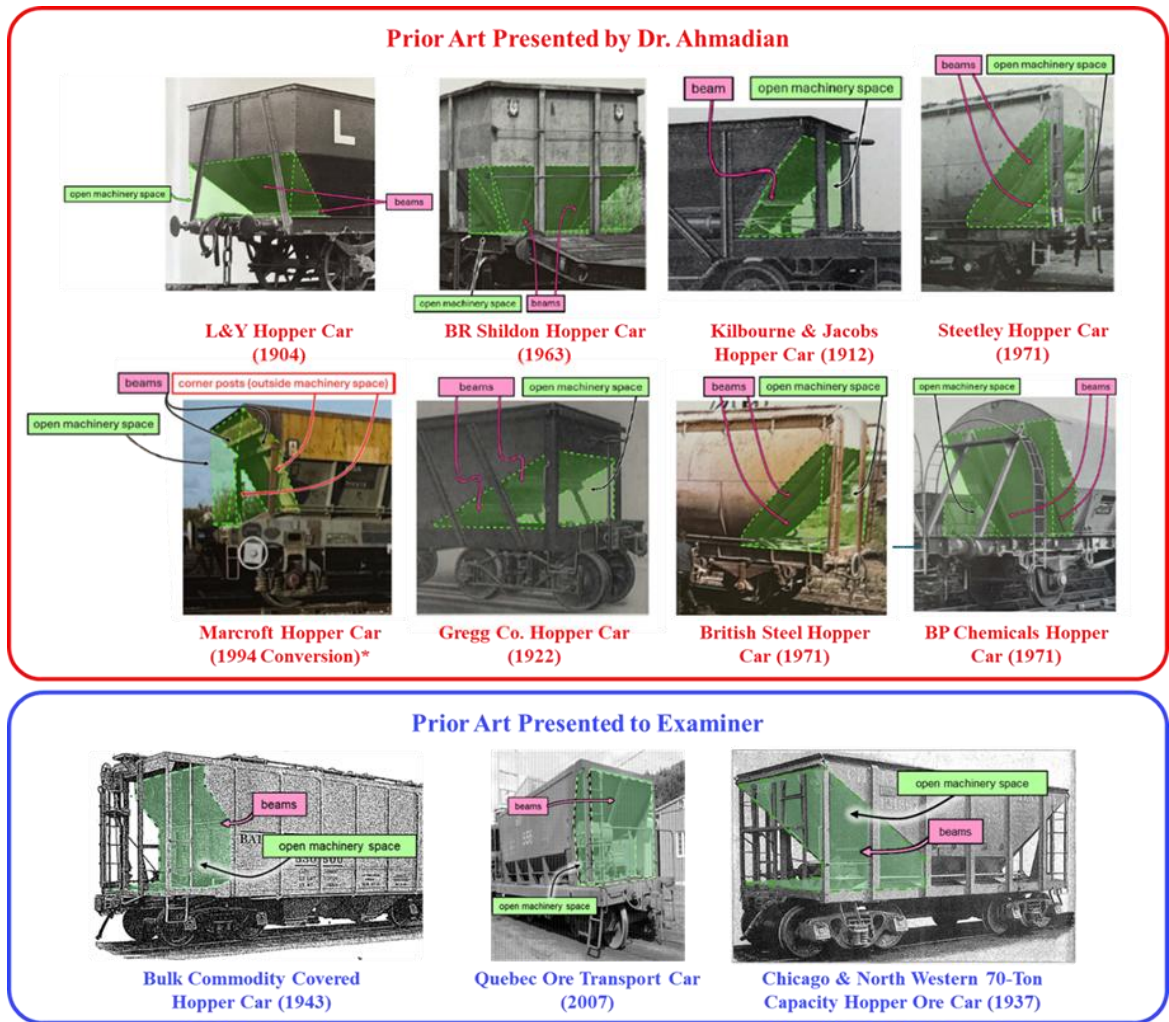 Prior Art Presented by Dr. Ahmadian
open machinery space
beams
L
L&Y Hopper Car
(1904)
open machinery space
beams
BR Shildon Hopper Car
(1963)
beam
open machinery space
Kilbourne & Jacobs
Hopper Car (1912)
beams
open machinery space
Steetley Hopper Car
(1971)
beams
corner posts (outside machinery space)
open machinery space
Marcroft Hopper Car
(1994 Conversion)*
beams
open machinery space
Gregg Co. Hopper Car
(1922)
beams
open machinery space
British Steel Hopper
Car (1971)
open machinery space
beams
BP Chemicals Hopper
Car (1971)
Prior Art Presented to Examiner
beams
open machinery space
Bulk Commodity Covered
Hopper Car (1943)
beams
open machinery space
Quebec Ore Transport Car
(2007)
open machinery space
beams
Chicago & North Western 70-Ton
Capacity Hopper Ore Car (1937)